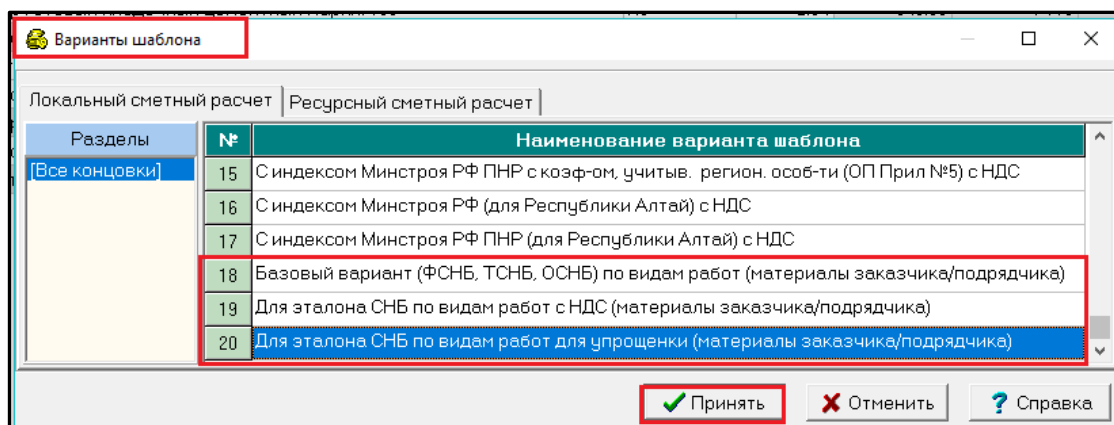 Варианты шаблона
Локальный сметный расчет Ресурсный сметный расчет
Разделы № Наименование варианта шаблона
[Все концовки] 15 С индексом Минстроя РФ ПНР с коэф-ом, учитыв. регион. особ-ти (ОП Прил №5) с НДС
16 С индексом Минстроя РФ (для Республики Алтай) с НДС
17 С индексом Минстроя РФ ПНР (для Республики Алтай) с НДС
18 Базовый вариант (ФСНБ, ТСНБ, ОСНБ) по видам работ (материалы заказчика/подрядчика)
19 Для эталона СНБ по видам работ с НДС (материалы заказчика/подрядчика)
20 Для эталона СНБ по видам работ для упрощенки (материалы заказчика/подрядчика)
Принять Отменить ? Справка